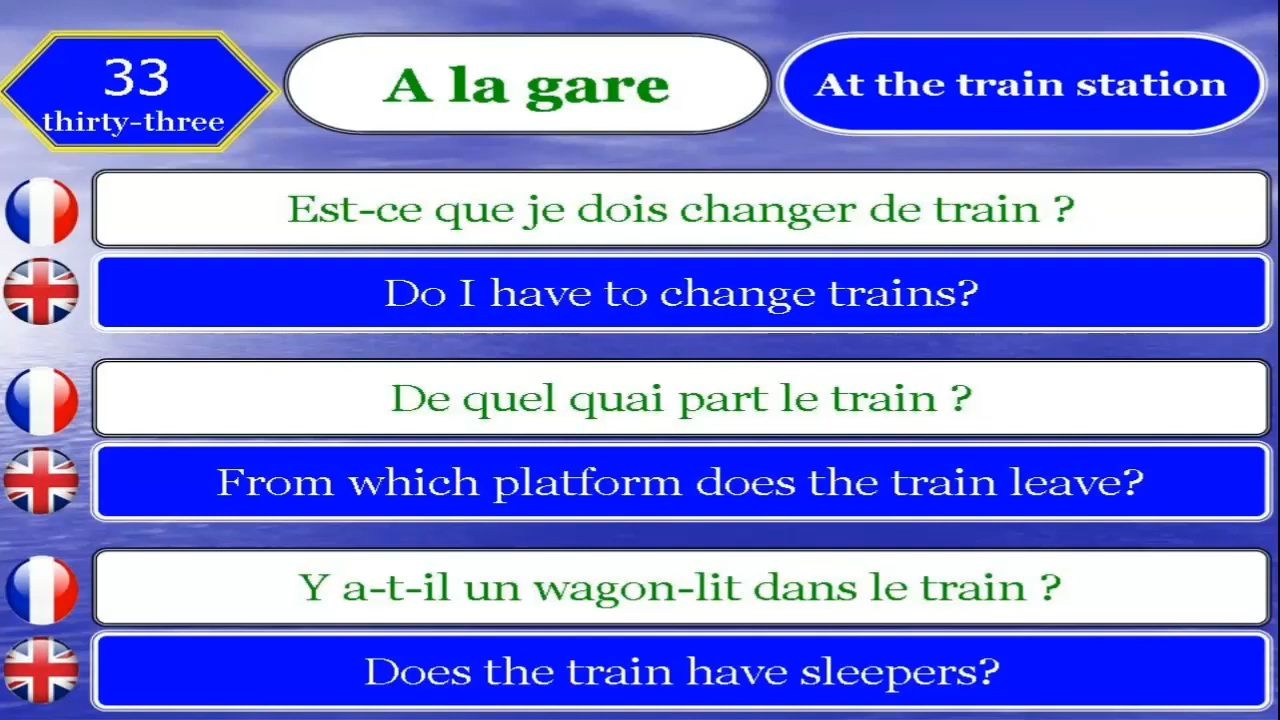 33
thirty-three
A la gare
At the train station
Est-ce que je dois changer de train ?
Do I have to change trains?
De quel quai part le train ?
From which platform does the train leave?
Y a-t-il un wagon-lit dans le train ?
Does the train have sleepers?